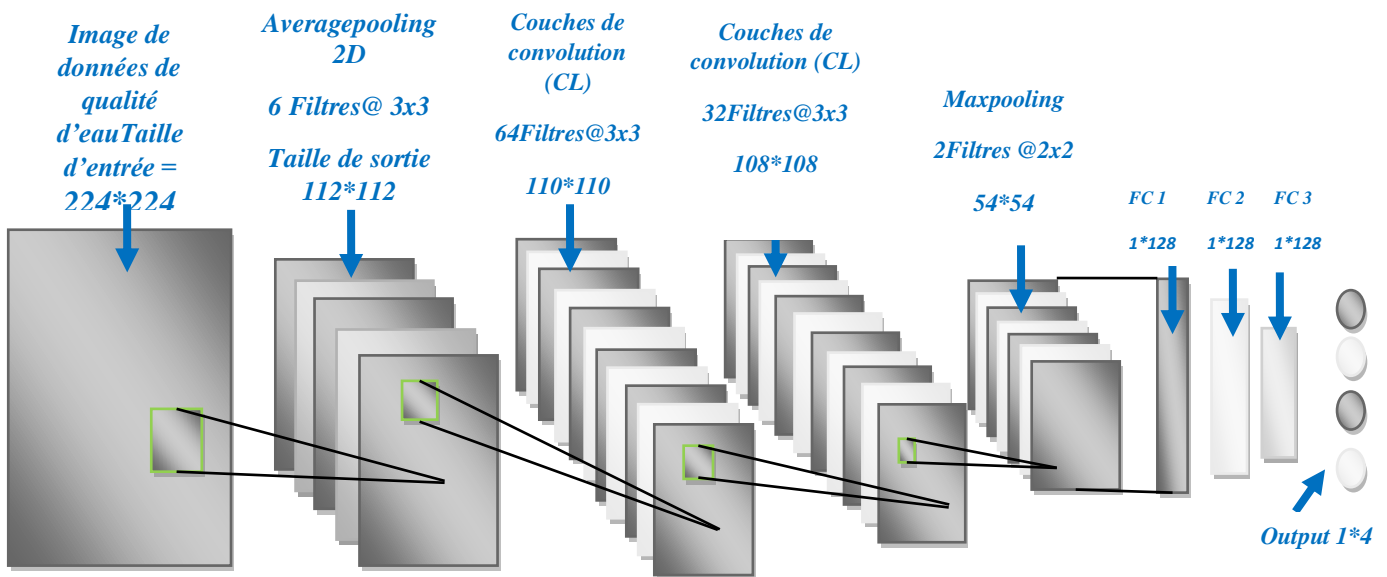 Image de
données de
qualité
d'eauTaille
d'entrée =
224*224
Averagepooling
2D
6 Filtres@ 3x3
Taille de sortie
112*112
Couches de
convolution
(CL)
64Filtres@3x3
110*110
Couches de
convolution (CL)
32Filtres@3x3
108*108
Maxpooling
2Filtres @2x2
54*54
FC 1
1*128
FC 2
1*128
FC 3
1*128
Output 1*4